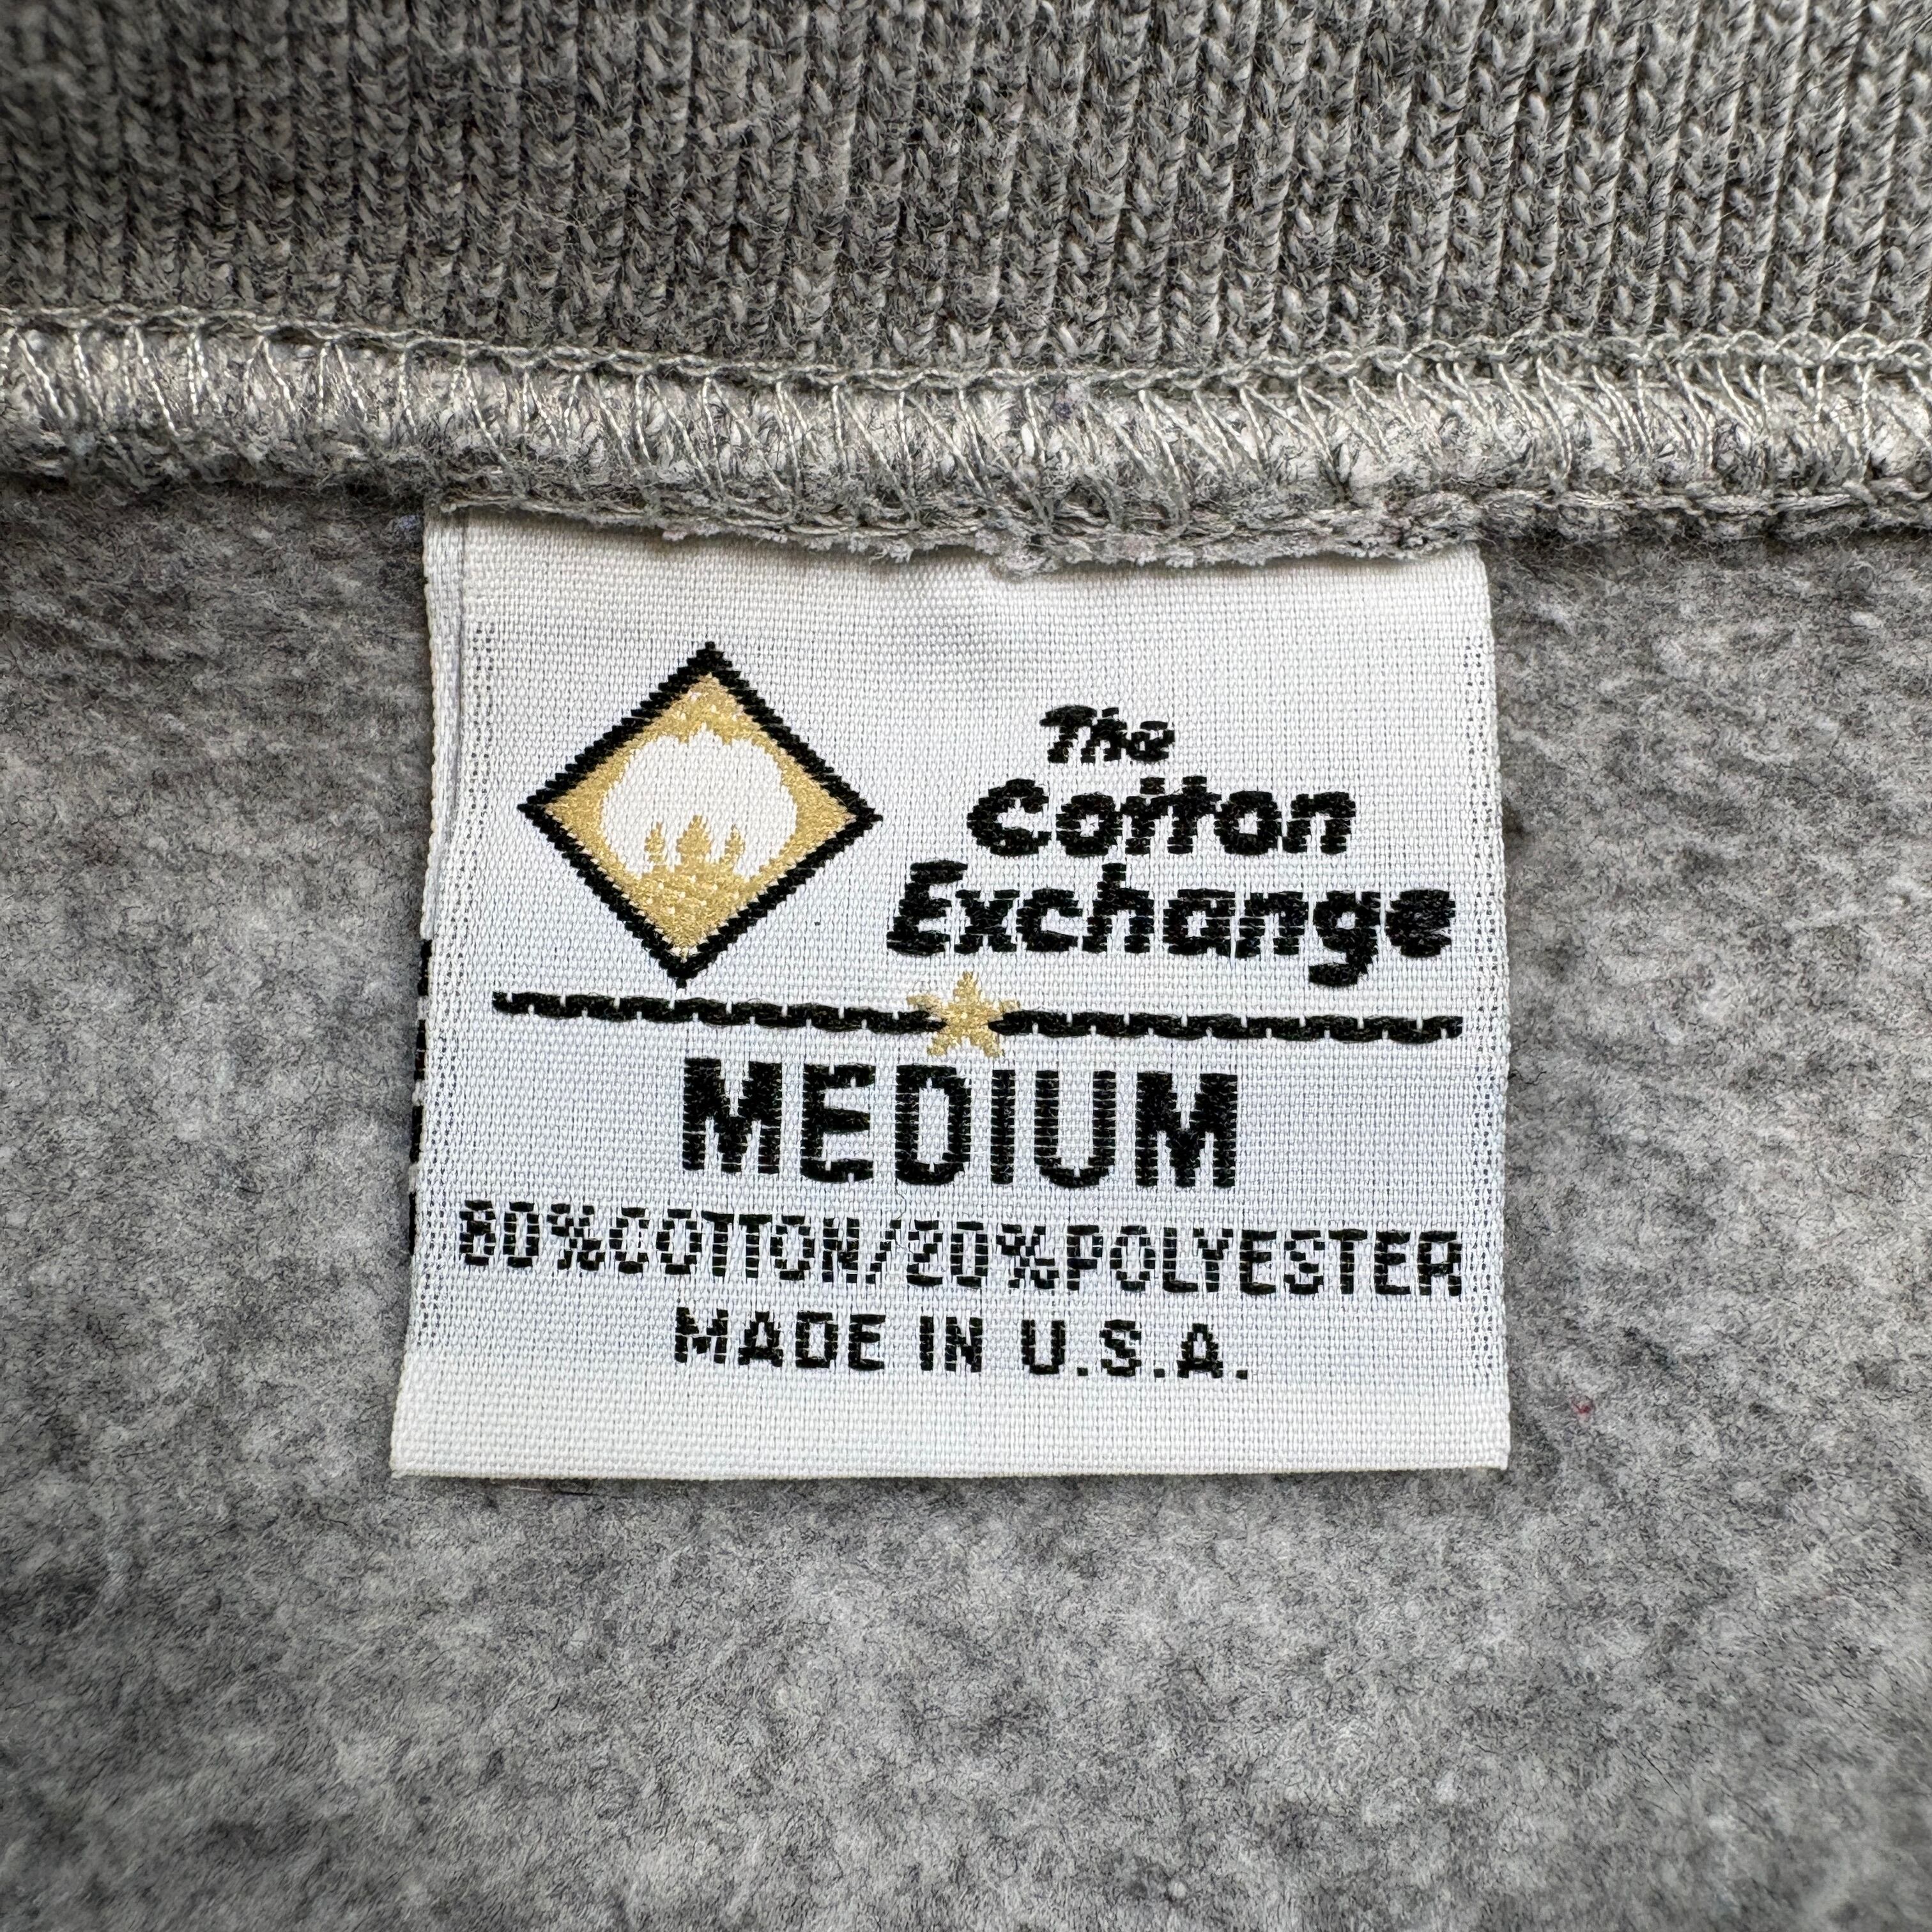 The
Cotton
Exchange
MEDIUM
80%COTTON/20%POLYESTER
MADE IN U.S.A.